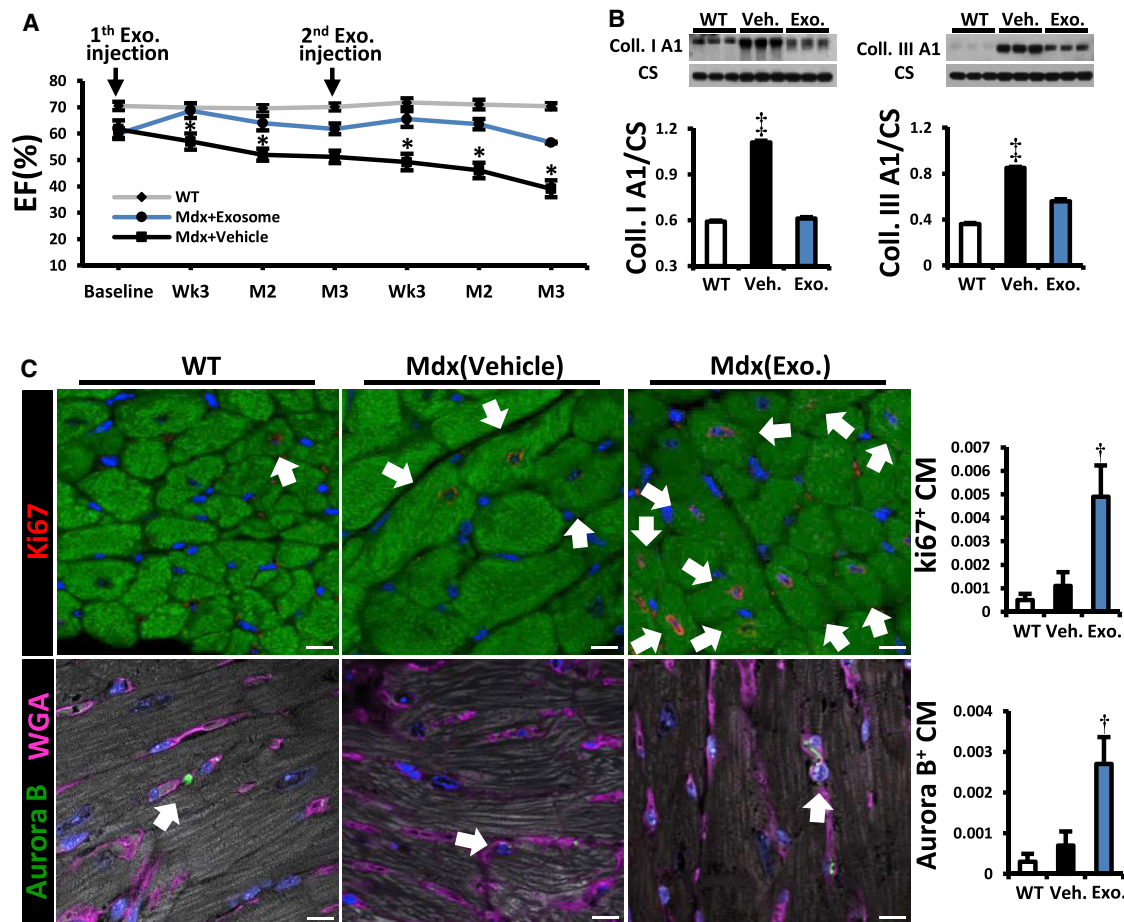 A
1th Exo. injection
2nd Exo. injection
EF(%)
80
70
60
50
40
30
20
10
* * * * *
WT
Mdx+Exosome
Mdx+Vehicle
Baseline Wk3 M2 M3 Wk3 M2 M3
B
WT Veh. Exo.
Coll. I A1
CS
Coll. I A1/CS
1.2
0.9
0.6
0.3
‡
WT Veh. Exo.
WT Veh. Exo.
Coll. III A1
CS
Coll. III A1/CS
1.2
0.8
0.4
0
‡
WT Veh. Exo.
C
WT Mdx(Vehicle) Mdx(Exo.)
Ki67
ki67+ CM
0.007
0.006
0.005
0.004
0.003
0.002
0.001
0
†
WT Veh. Exo.
Aurora B WGA
Aurora B+ CM
0.004
0.003
0.002
0.001
0
†
WT Veh. Exo.